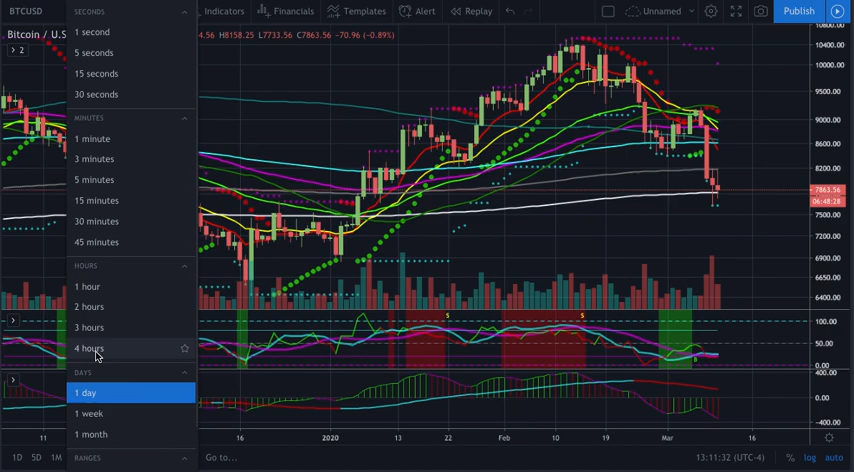 BTCUSD
Indicators
Financials
Templates
Alert
Replay
Unnamed
Publish
Bitcoin / U.S
4.56 H8158.25 L7733.56 C7863.56 −70.96 (−0.89%)
2
SECONDS
1 second
5 seconds
15 seconds
30 seconds
MINUTES
1 minute
3 minutes
5 minutes
15 minutes
30 minutes
45 minutes
HOURS
1 hour
2 hours
3 hours
4 hours
DAYS
1 day
1 week
1 month
RANGES
10800.00
10400.00
10000.00
9500.00
9000.00
8600.00
8200.00
7863.56
06:48:28
7500.00
7200.00
6900.00
6650.00
6400.00
S
S
B
100.00
50.00
0.00
400.00
0.00
-400.00
11
16
2020
13
22
Feb
10
19
Mar
16
1D 5D 1M
Go to...
13:11:32 (UTC-4)
% log auto